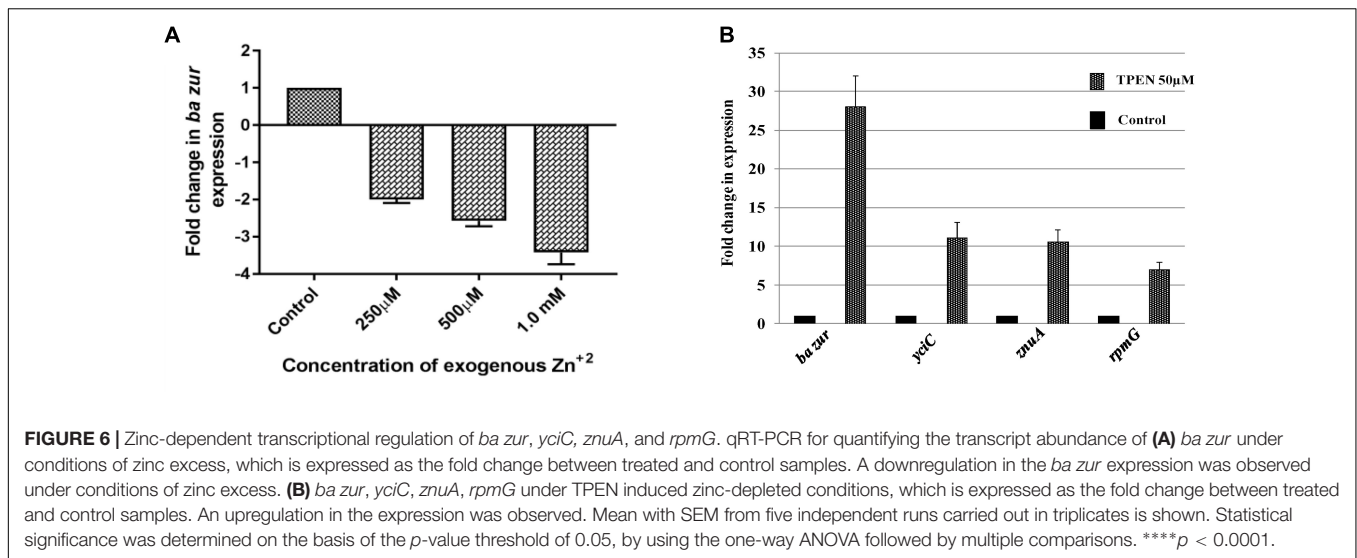 A
Fold change in ba zur
expression
2
1
0
-1
-2
-3
-4
Control
250µM
500µM
1.0 mM
Concentration of exogenous Zn+2
B
Fold change in expression
35
30
25
20
15
10
5
0
TPEN 50µM
Control
ba zur
yciC
znuA
rpmG
FIGURE 6 | Zinc-dependent transcriptional regulation of ba zur, yciC, znuA, and rpmG. qRT-PCR for quantifying the transcript abundance of (A) ba zur under
conditions of zinc excess, which is expressed as the fold change between treated and control samples. A downregulation in the ba zur expression was observed
under conditions of zinc excess. (B) ba zur, yciC, znuA, rpmG under TPEN induced zinc-depleted conditions, which is expressed as the fold change between treated
and control samples. An upregulation in the expression was observed. Mean with SEM from five independent runs carried out in triplicates is shown. Statistical
significance was determined on the basis of the p-value threshold of 0.05, by using the one-way ANOVA followed by multiple comparisons. ****p < 0.0001.